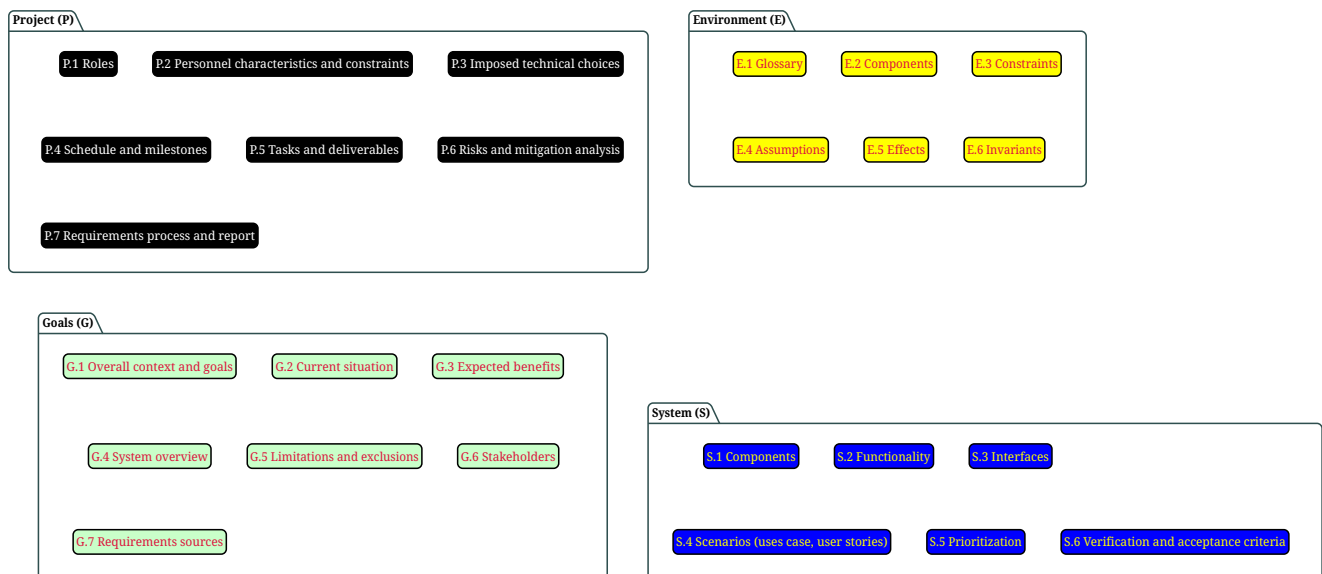 Project (P)
P.1 Roles
P.2 Personnel characteristics and constraints
P.3 Imposed technical choices
P.4 Schedule and milestones
P.5 Tasks and deliverables
P.6 Risks and mitigation analysis
P.7 Requirements process and report
Environment (E)
E.1 Glossary
E.2 Components
E.3 Constraints
E.4 Assumptions
E.5 Effects
E.6 Invariants
Goals (G)
G.1 Overall context and goals
G.2 Current situation
G.3 Expected benefits
G.4 System overview
G.5 Limitations and exclusions
G.6 Stakeholders
G.7 Requirements sources
System (S)
S.1 Components
S.2 Functionality
S.3 Interfaces
S.4 Scenarios (uses case, user stories)
S.5 Prioritization
S.6 Verification and acceptance criteria